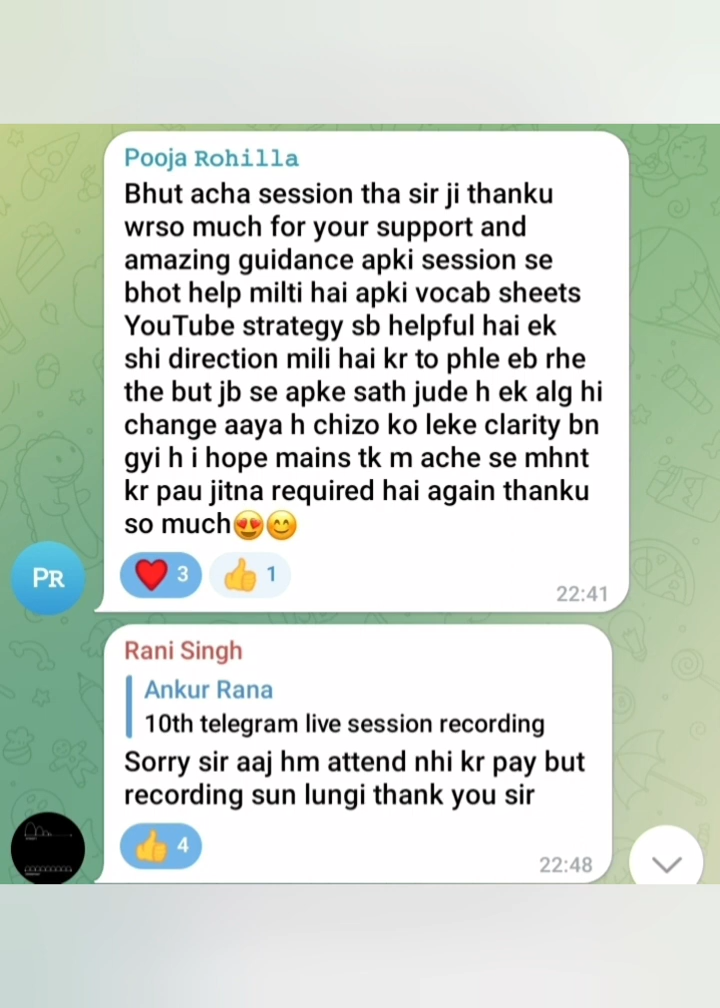 Pooja Rohilla
Bhut acha session tha sir ji thanku
wrso much for your support and
amazing guidance apki session se
bhot help milti hai apki vocab sheets
YouTube strategy sb helpful hai ek
shi direction mili hai kr to phle eb rhe
the but jb se apke sath jude h ek alg hi
change aaya h chizo ko leke clarity bn
gyi h i hope mains tk m ache se mhnt
kr pau jitna required hai again thanku
so much😍😊
PR
❤️ 3 👍 1
22:41
Rani Singh
Ankur Rana
10th telegram live session recording
Sorry sir aaj hm attend nhi kr pay but
recording sun lungi thank you sir
👍 4
22:48